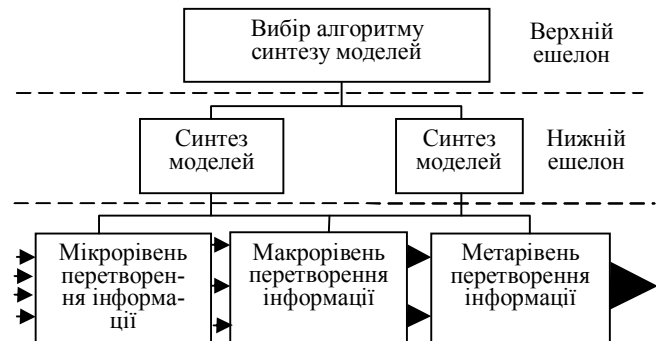 Вибір алгоритму
синтезу моделей
Верхній
ешелон
Синтез
моделей
Синтез
моделей
Нижній
ешелон
Мікрорівень
перетворен-
ня інформа-
ції
Макрорівень
перетворення
інформації
Метарівень
перетворення
інформації